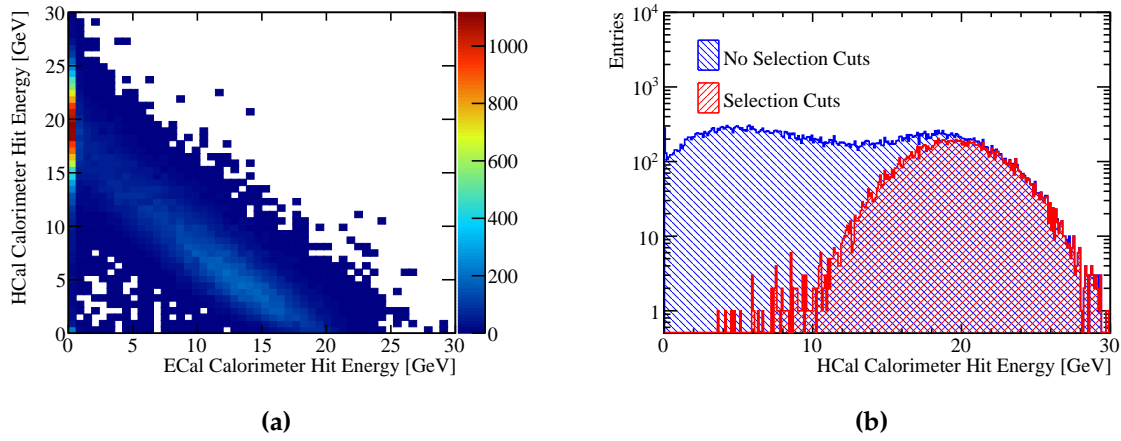 HCal Calorimeter Hit Energy [GeV]
30
25
20
15
10
5
0
0 5 10 15 20 25 30
ECal Calorimeter Hit Energy [GeV]
1000
800
600
400
200
0
(a)
Entries
10^4
10^3
10^2
10
1
No Selection Cuts
Selection Cuts
0 10 20 30
HCal Calorimeter Hit Energy [GeV]
(b)